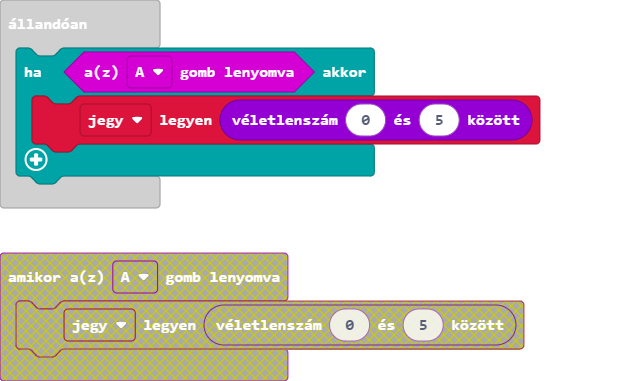 állandóan
ha a(z) A gomb lenyomva akkor
jegy legyen véletlenszám 0 és 5 között
amikor a(z) A gomb lenyomva
jegy legyen véletlenszám 0 és 5 között